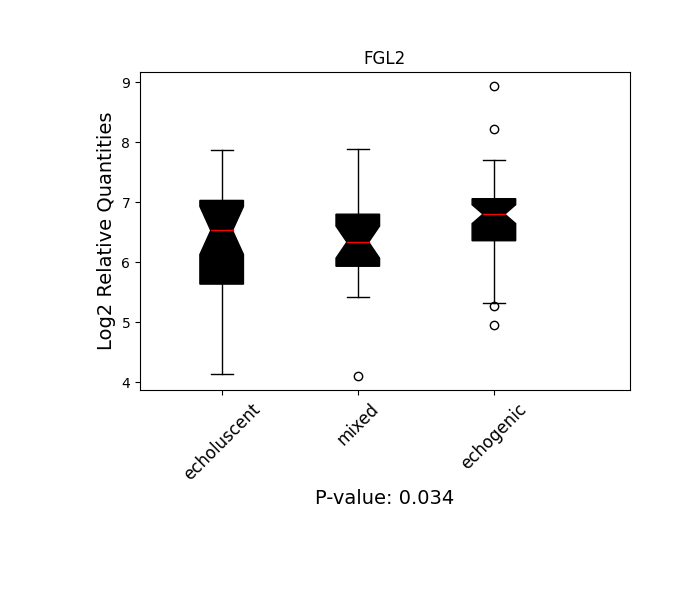 FGL2
Log2 Relative Quantities
9
8
7
6
5
4
echoluscent
mixed
echogenic
P-value: 0.034